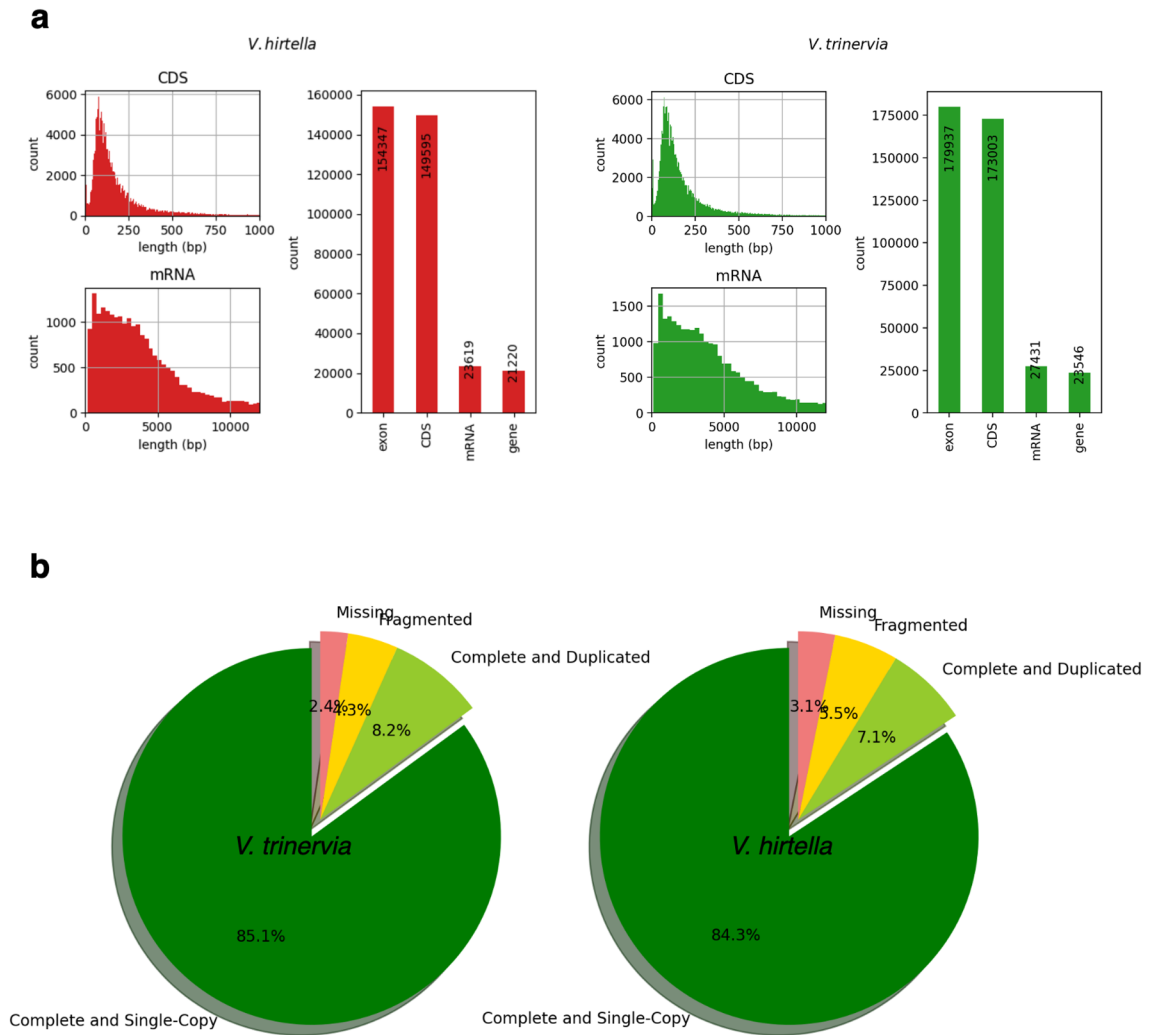 a
V. hirtella
V. trinervia
CDS
6000
4000
2000
0
count
0 250 500 750 1000
length (bp)
mRNA
1000
500
0
count
0 5000 10000
length (bp)
160000
140000
120000
100000
80000
60000
40000
20000
0
count
154347
149595
23619
21220
exon
CDS
mRNA
gene
CDS
6000
4000
2000
0
count
0 250 500 750 1000
length (bp)
mRNA
1500
1000
500
0
count
0 5000 10000
length (bp)
175000
150000
125000
100000
75000
50000
25000
0
count
179937
173003
27431
23546
exon
CDS
mRNA
gene
b
Missing
Fragmented
Complete and Duplicated
2.4%
4.3%
8.2%
V. trinervia
85.1%
Complete and Single-Copy
Missing
Fragmented
Complete and Duplicated
3.1%
5.5%
7.1%
V. hirtella
84.3%
Complete and Single-Copy